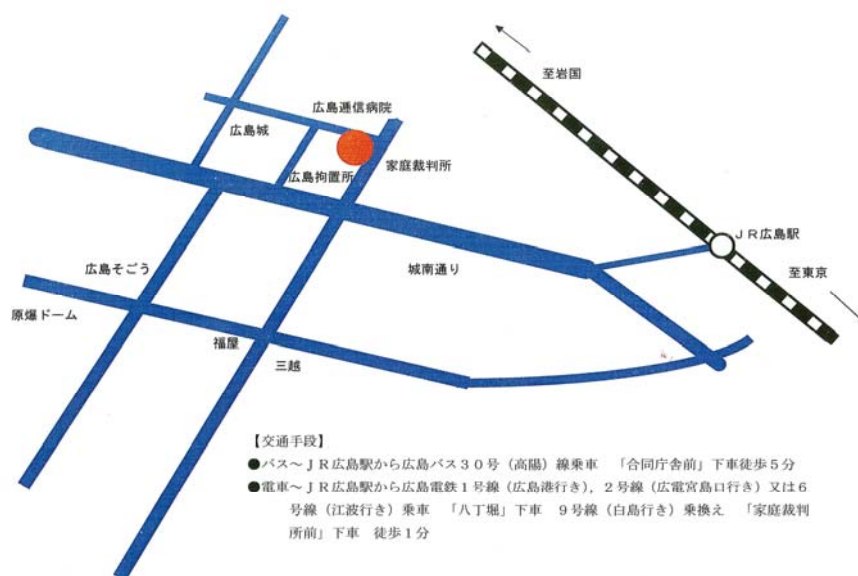 至岩国
広島逓信病院
広島城
家庭裁判所
広島拘置所
JR広島駅
広島そごう
城南通り
至東京
原爆ドーム
福屋
三越
【交通手段】
●バス～JR広島駅から広島バス30号（高陽）線乗車　「合同庁舎前」下車徒歩5分
●電車～JR広島駅から広島電鉄1号線（広島港行き），2号線（広電宮島口行き）又は6
号線（江波行き）乗車　「八丁堀」下車　9号線（白島行き）乗換え　「家庭裁判
所前」下車　徒歩1分